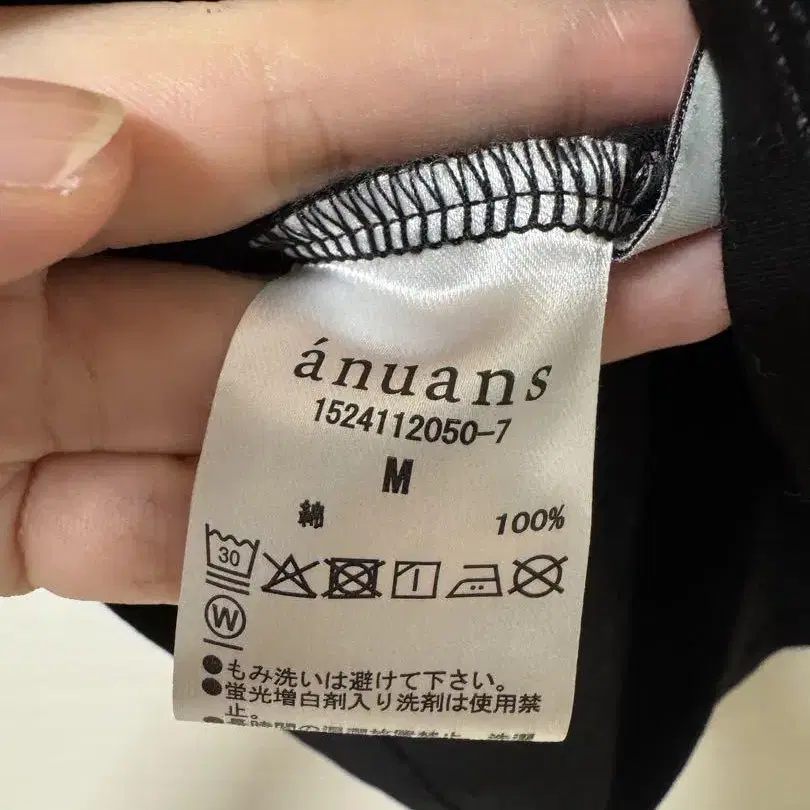 ánuans
1524112050-7
M
綿 100%
30
W
●もみ洗いは避けて下さい。
●蛍光増白剤入り洗剤は使用禁
止。